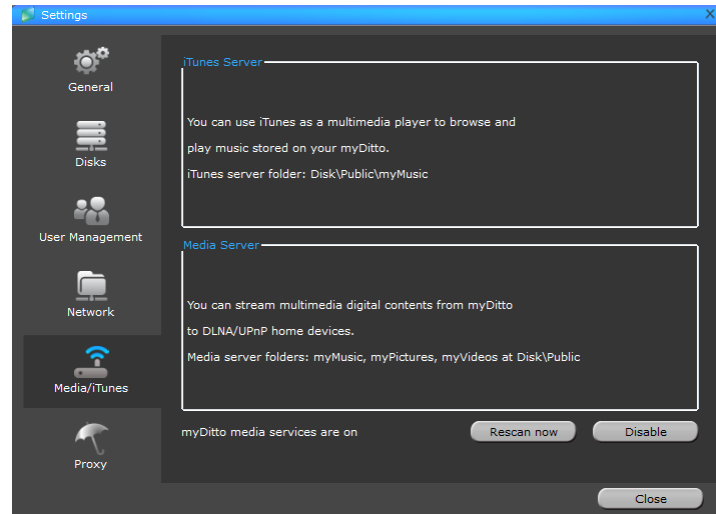 Settings
X
General
Disks
User Management
Network
Media/iTunes
Proxy
iTunes Server
You can use iTunes as a multimedia player to browse and
play music stored on your myDitto.
iTunes server folder: Disk\Public\myMusic
Media Server
You can stream multimedia digital contents from myDitto
to DLNA/UPnP home devices.
Media server folders: myMusic, myPictures, myVideos at Disk\Public
myDitto media services are on
Rescan now
Disable
Close